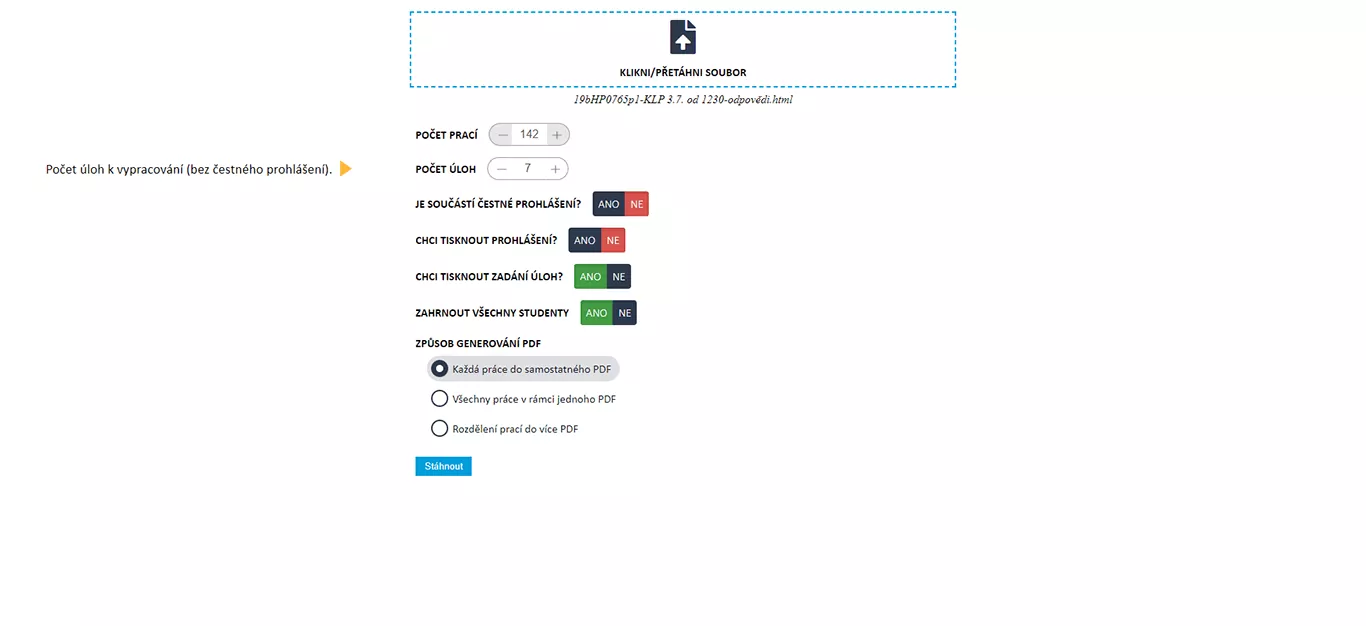 KLIKNI/PŘETÁHNI SOUBOR
19bHP0765p1-KLP 3.7. od 1230-odpovědi.html
POČET PRACÍ − 142 +
Počet úloh k vypracování (bez čestného prohlášení).
POČET ÚLOH − 7 +
JE SOUČÁSTÍ ČESTNÉ PROHLÁŠENÍ? ANO NE
CHCI TISKNOUT PROHLÁŠENÍ? ANO NE
CHCI TISKNOUT ZADÁNÍ ÚLOH? ANO NE
ZAHRNOUT VŠECHNY STUDENTY ANO NE
ZPŮSOB GENEROVÁNÍ PDF
Každá práce do samostatného PDF
Všechny práce v rámci jednoho PDF
Rozdělení prací do více PDF
Stáhnout